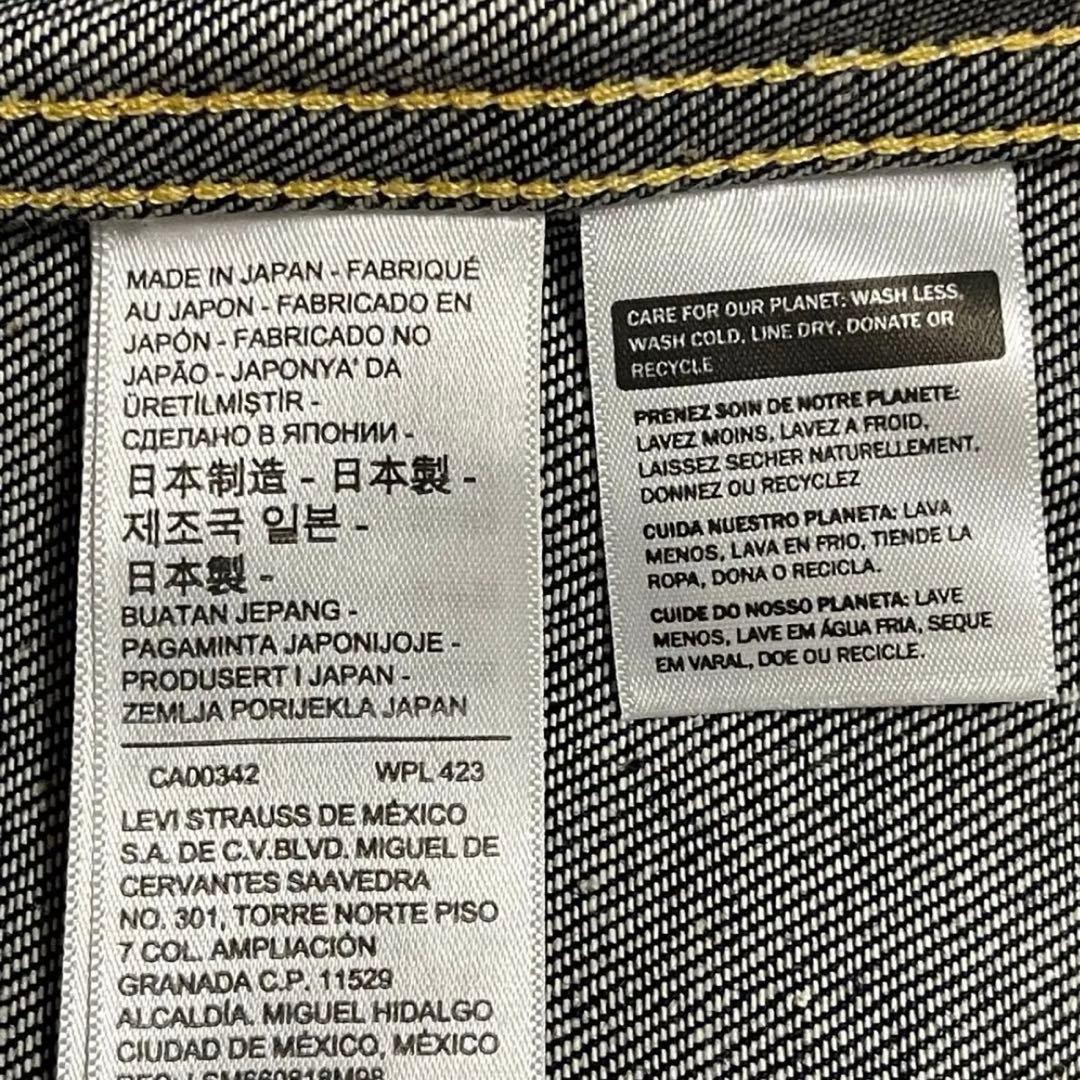 MADE IN JAPAN - FABRIQUÉ
AU JAPON - FABRICADO EN
JAPÓN - FABRICADO NO
JAPÃO - JAPONYA' DA
ÜRETİLMİŞTİR -
СДЕЛАНО В ЯПОНИИ -
日本制造 - 日本製 -
제조국 일본 -
日本製 -
BUATAN JEPANG -
PAGAMINTA JAPONIJOJE -
PRODUSERT I JAPAN -
ZEMLJA PORIJEKLA JAPAN
CA00342 WPL 423
LEVI STRAUSS DE MÉXICO
S.A. DE C.V.BLVD. MIGUEL DE
CERVANTES SAAVEDRA
NO. 301, TORRE NORTE PISO
7 COL. AMPLIACIÓN
GRANADA C.P. 11529
ALCALDÍA. MIGUEL HIDALGO
CIUDAD DE MÉXICO, MÉXICO
CARE FOR OUR PLANET: WASH LESS,
WASH COLD, LINE DRY, DONATE OR
RECYCLE
PRENEZ SOIN DE NOTRE PLANETE:
LAVEZ MOINS, LAVEZ A FROID,
LAISSEZ SECHER NATURELLEMENT,
DONNEZ OU RECYCLEZ
CUIDA NUESTRO PLANETA: LAVA
MENOS, LAVA EN FRIO, TIENDE LA
ROPA, DONA O RECICLA.
CUIDE DO NOSSO PLANETA: LAVE
MENOS, LAVE EM ÁGUA FRIA, SEQUE
EM VARAL, DOE OU RECICLE.